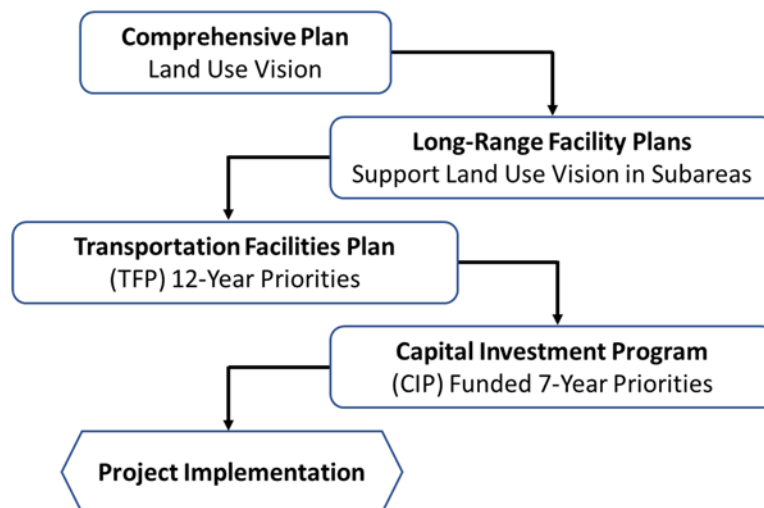 Comprehensive Plan
Land Use Vision
Long-Range Facility Plans
Support Land Use Vision in Subareas
Transportation Facilities Plan
(TFP) 12-Year Priorities
Capital Investment Program
(CIP) Funded 7-Year Priorities
Project Implementation